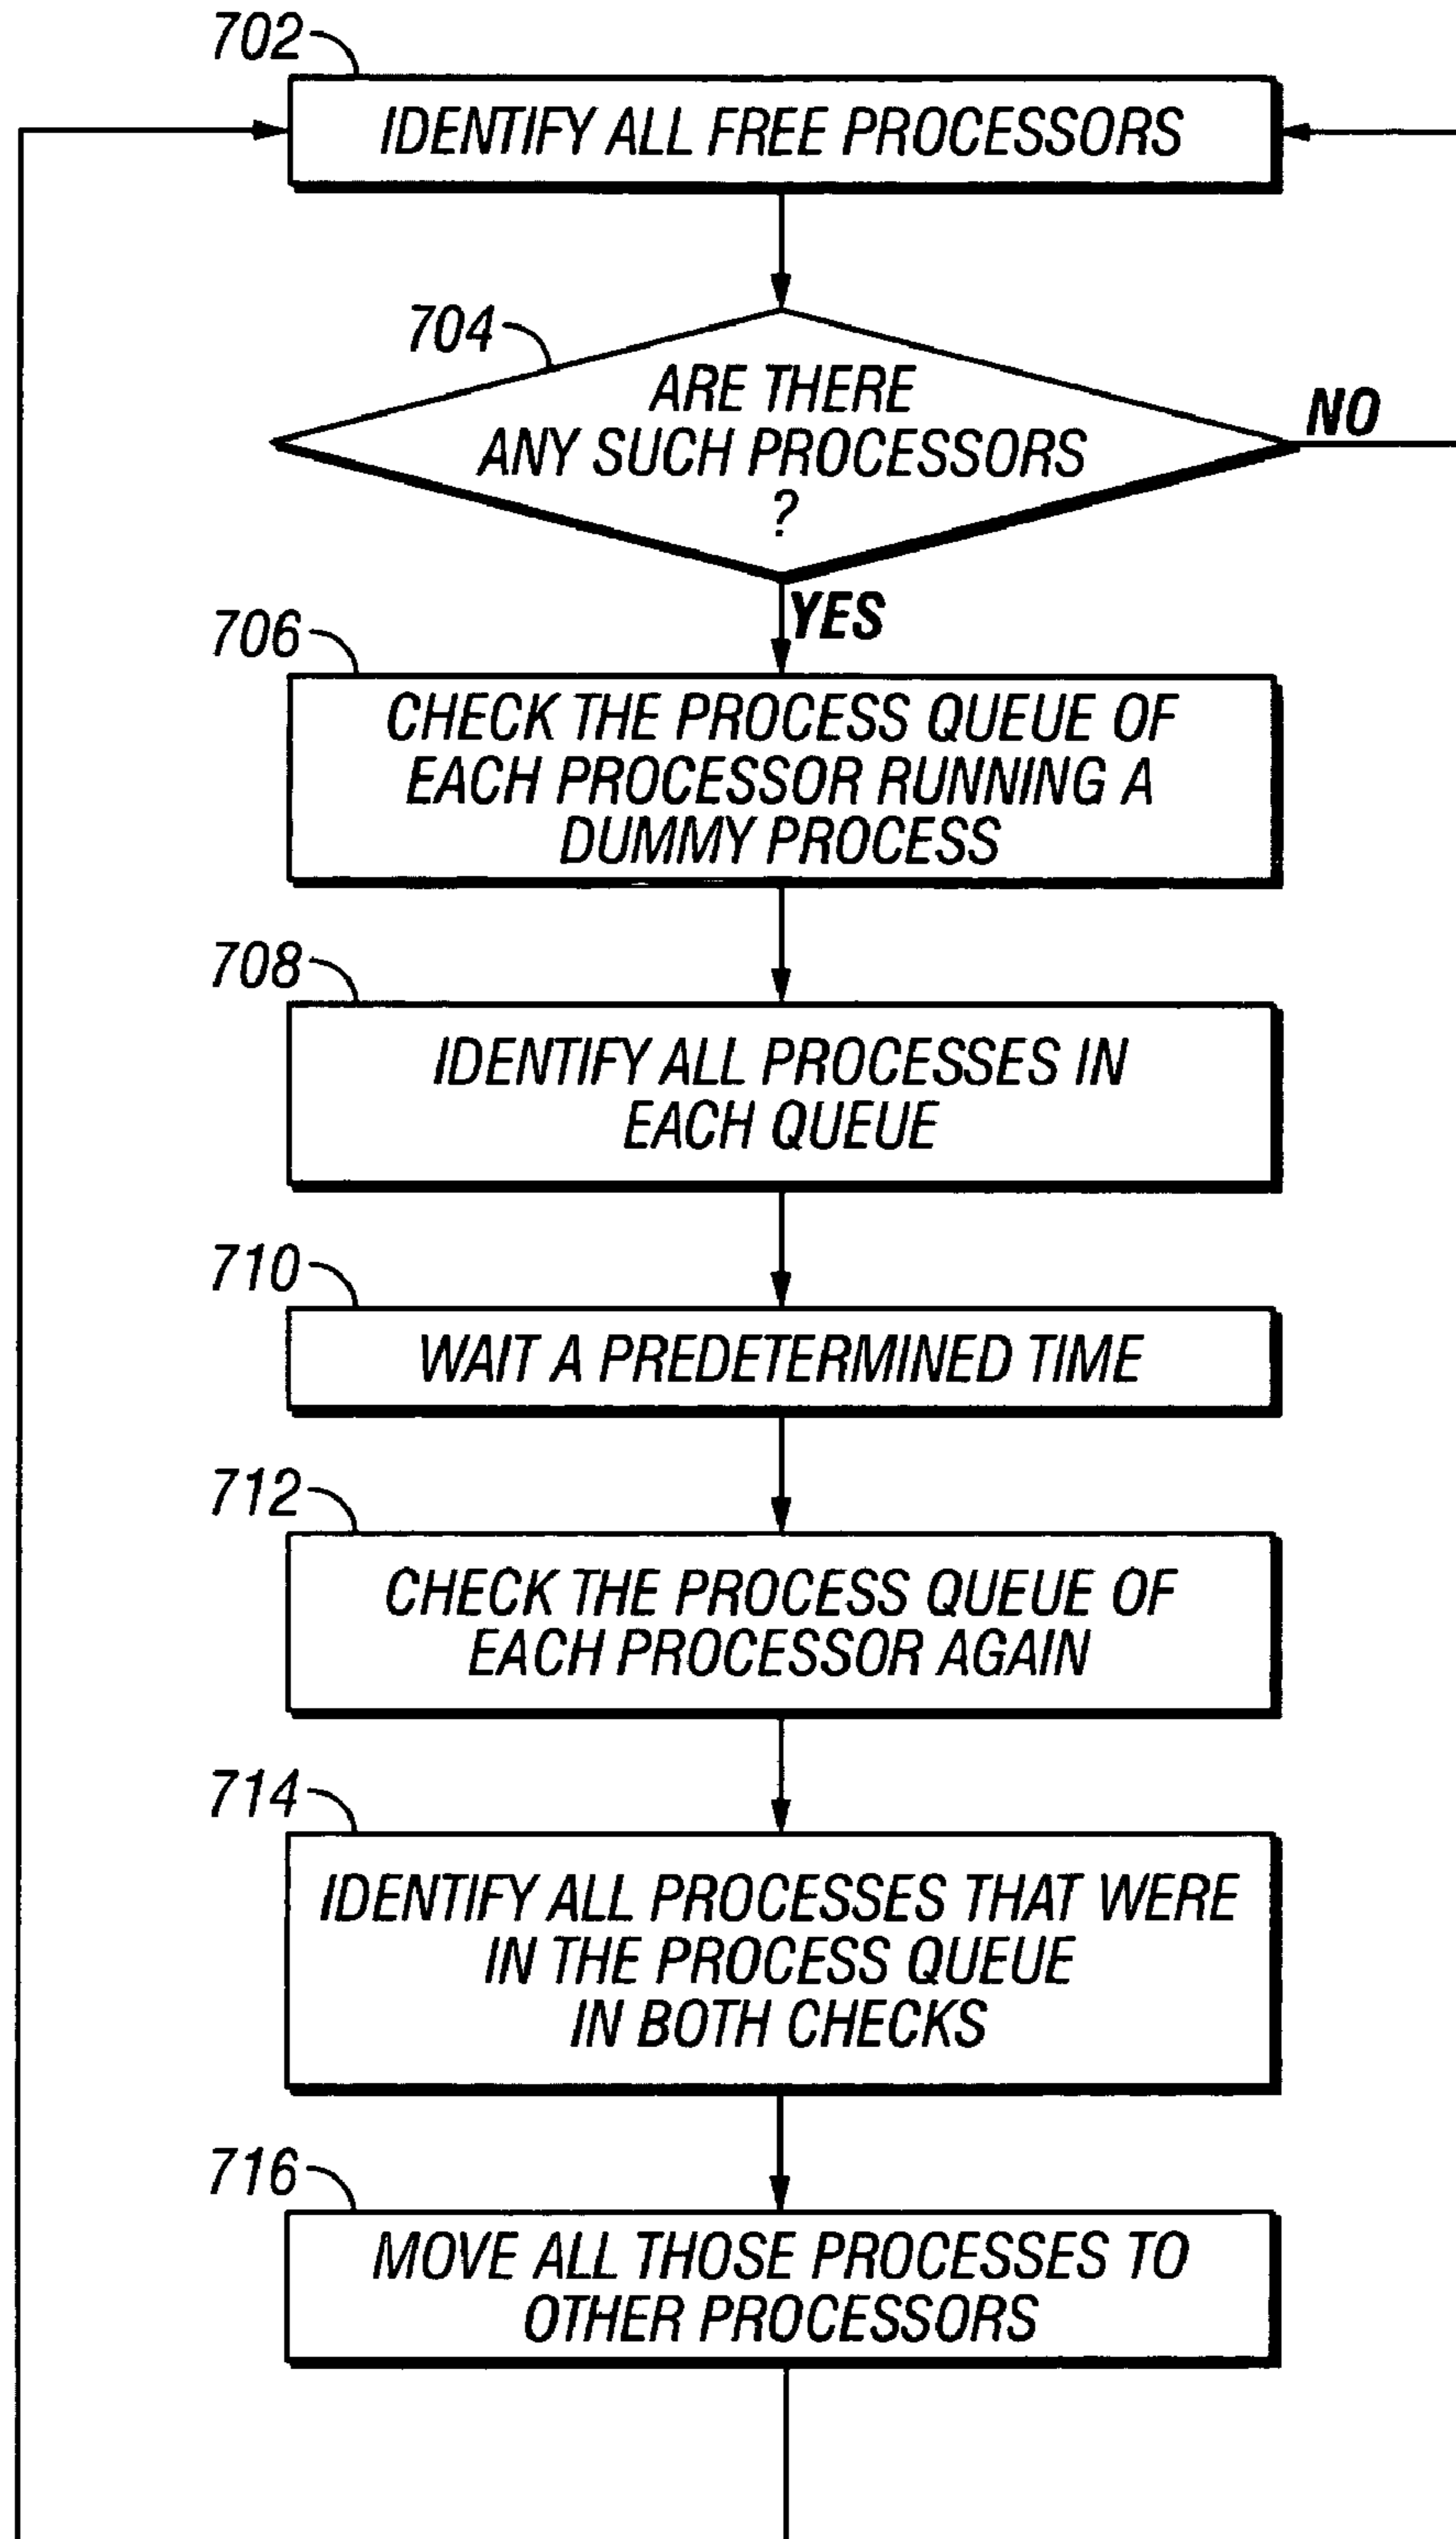 702
IDENTIFY ALL FREE PROCESSORS
704
ARE THERE
ANY SUCH PROCESSORS
?
NO
YES
706
CHECK THE PROCESS QUEUE OF
EACH PROCESSOR RUNNING A
DUMMY PROCESS
708
IDENTIFY ALL PROCESSES IN
EACH QUEUE
710
WAIT A PREDETERMINED TIME
712
CHECK THE PROCESS QUEUE OF
EACH PROCESSOR AGAIN
714
IDENTIFY ALL PROCESSES THAT WERE
IN THE PROCESS QUEUE
IN BOTH CHECKS
716
MOVE ALL THOSE PROCESSES TO
OTHER PROCESSORS